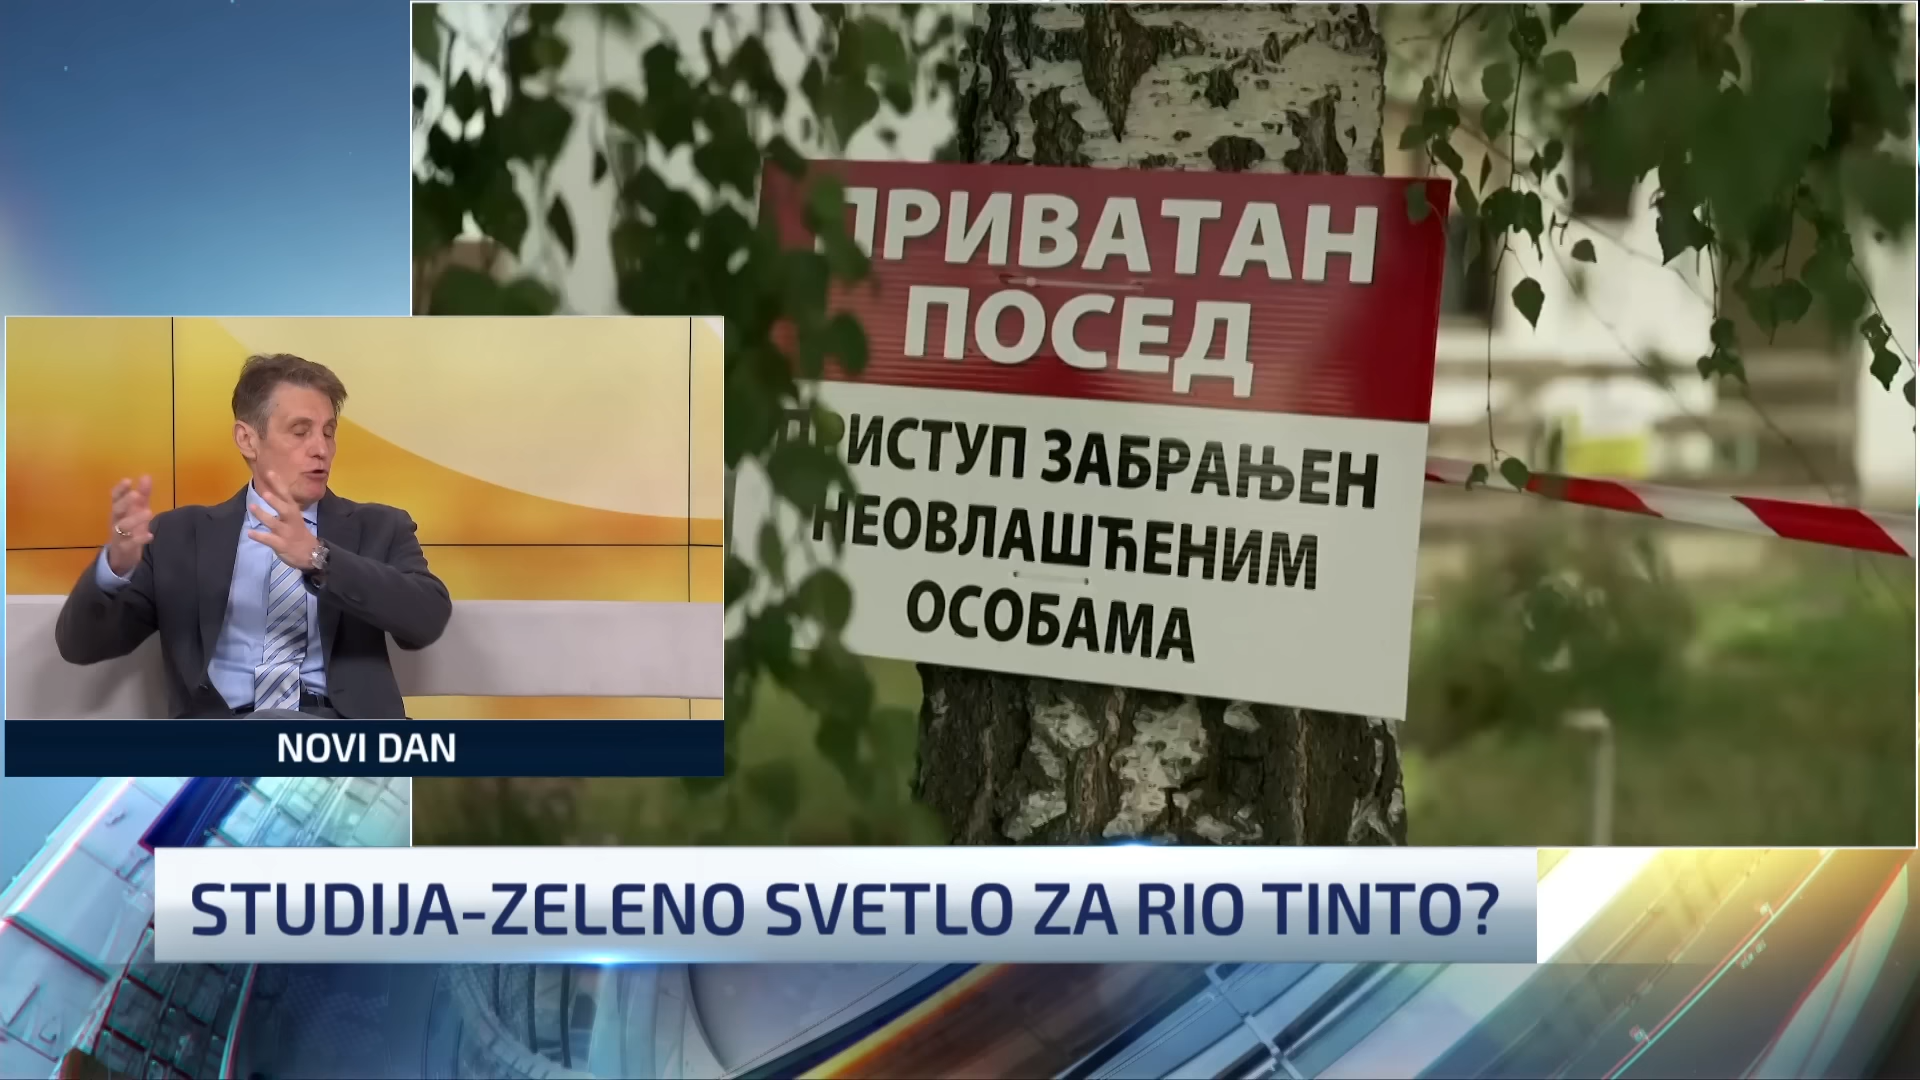 ПРИВАТАН
ПОСЕД
ПРИСТУП ЗАБРАЊЕН
НЕОВЛАШЋЕНИМ
ОСОБАМА
NOVI DAN
STUDIJA-ZELENO SVETLO ZA RIO TINTO?